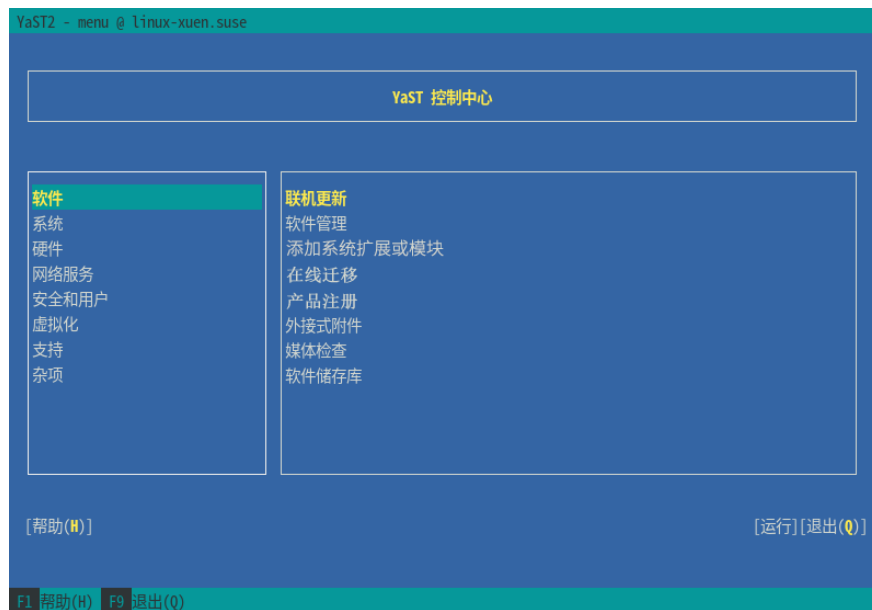 YaST2 - menu @ linux-xuen.suse
YaST 控制中心
软件
系统
硬件
网络服务
安全和用户
虚拟化
支持
杂项
联机更新
软件管理
添加系统扩展或模块
在线迁移
产品注册
外接式附件
媒体检查
软件储存库
[帮助(H)]
[运行][退出(Q)]
F1 帮助(H) F9 退出(Q)